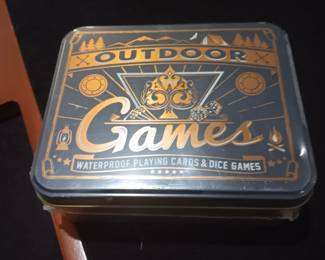 OUTDOOR
Games
WATERPROOF PLAYING CARDS & DICE GAMES